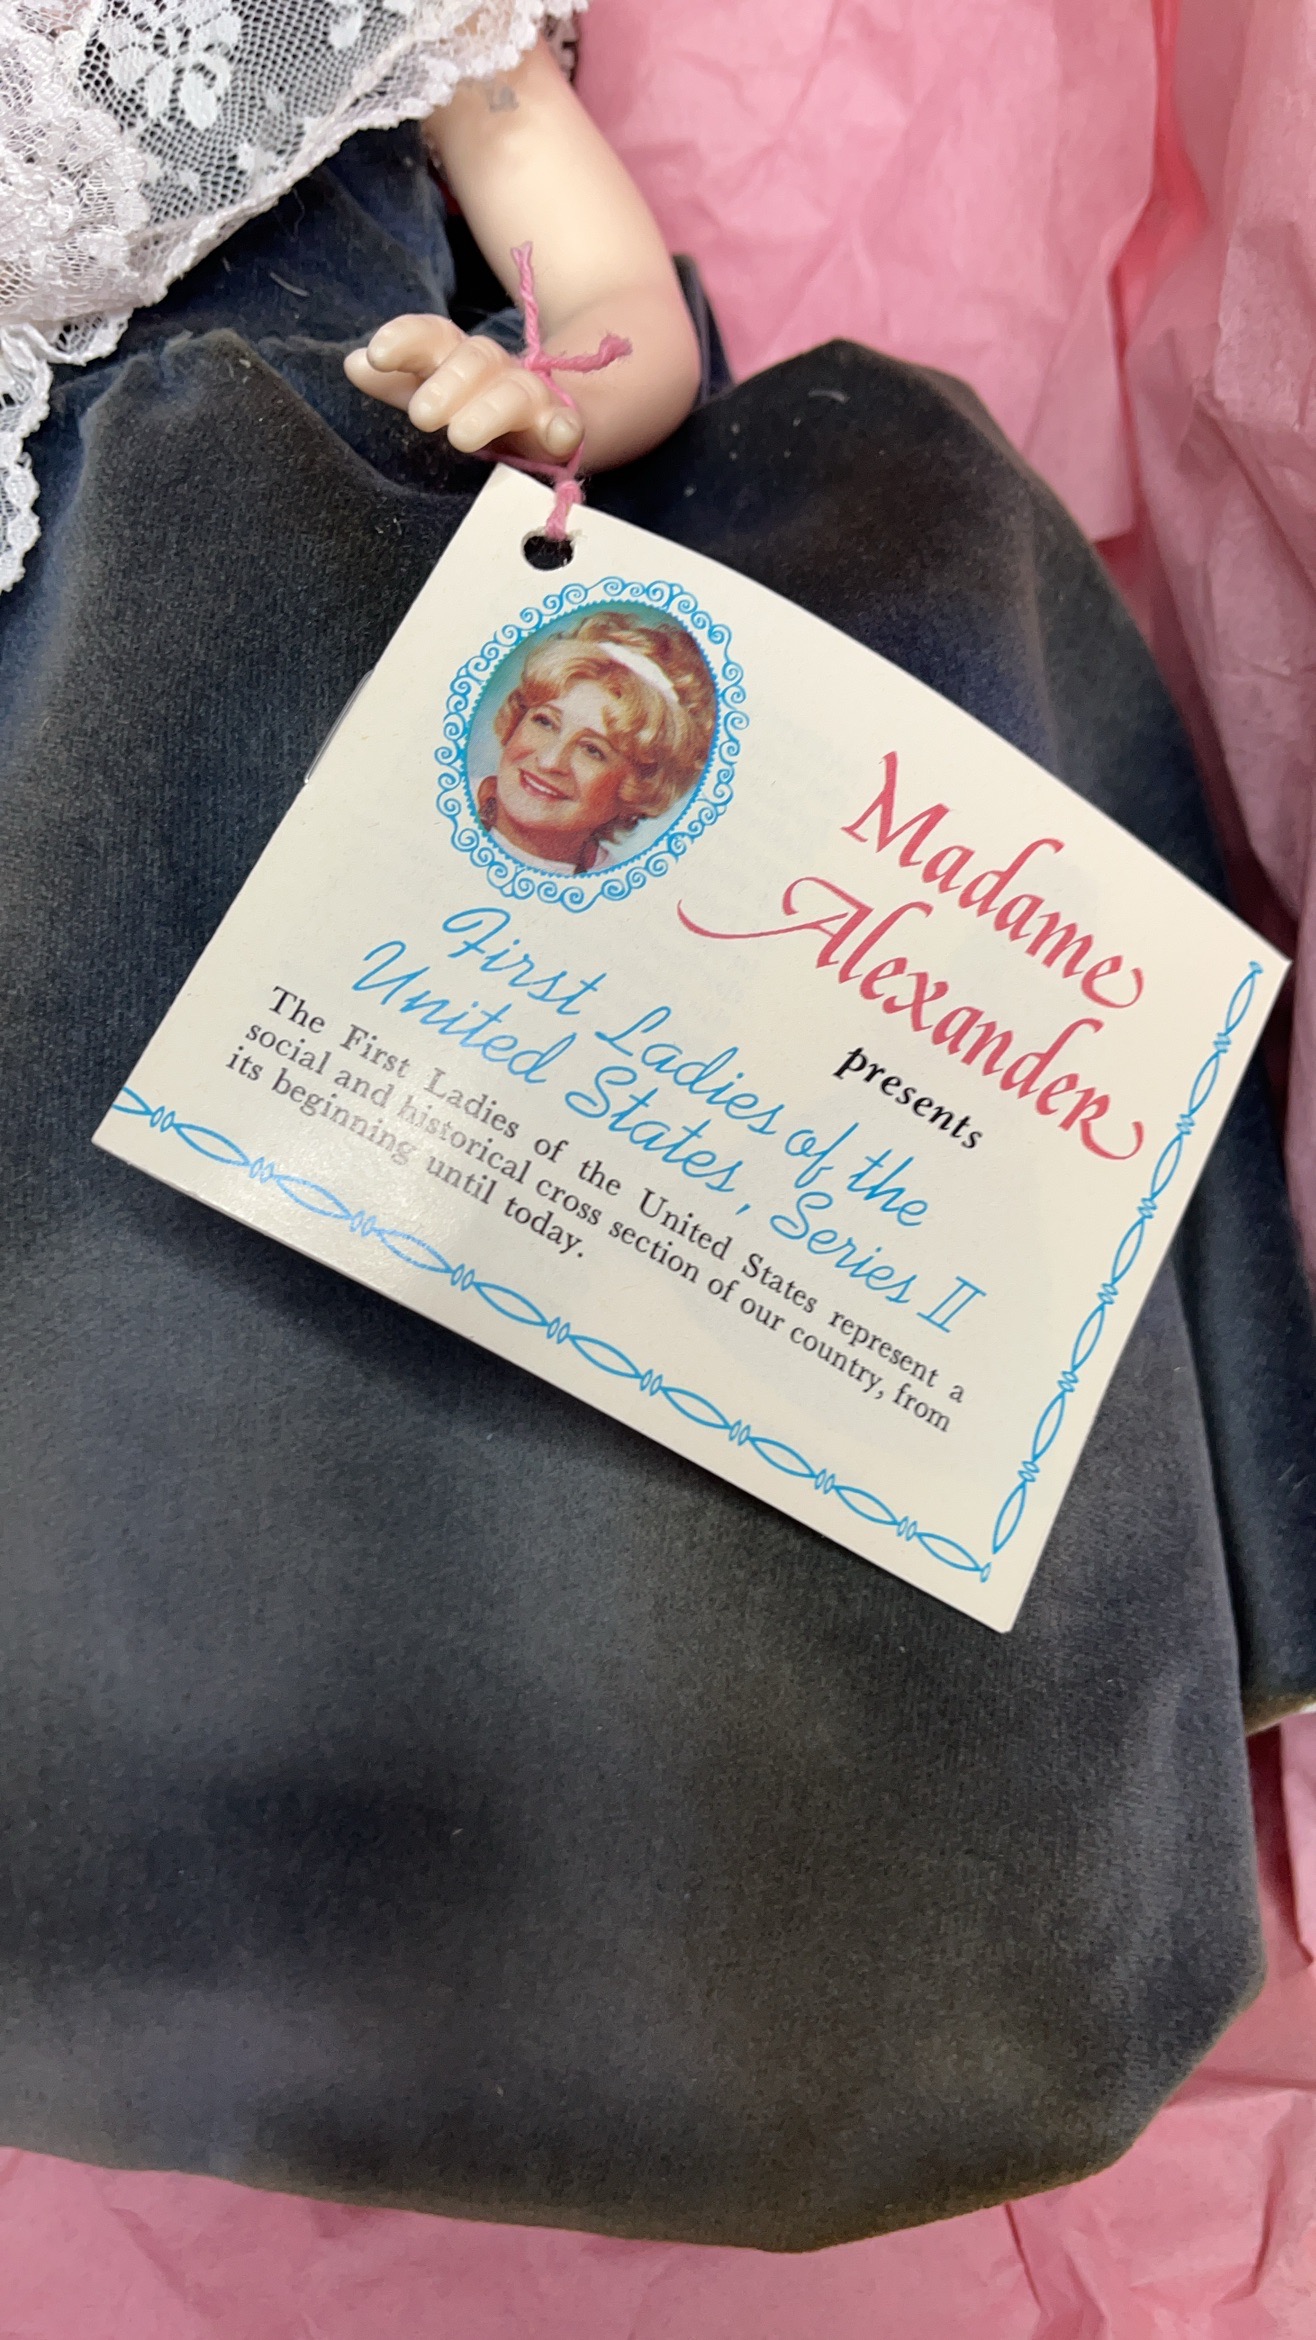 Madame
Alexander
presents
First Ladies of the
United States, Series II
The First Ladies of the United States represent a
social and historical cross section of our country, from
its beginning until today.